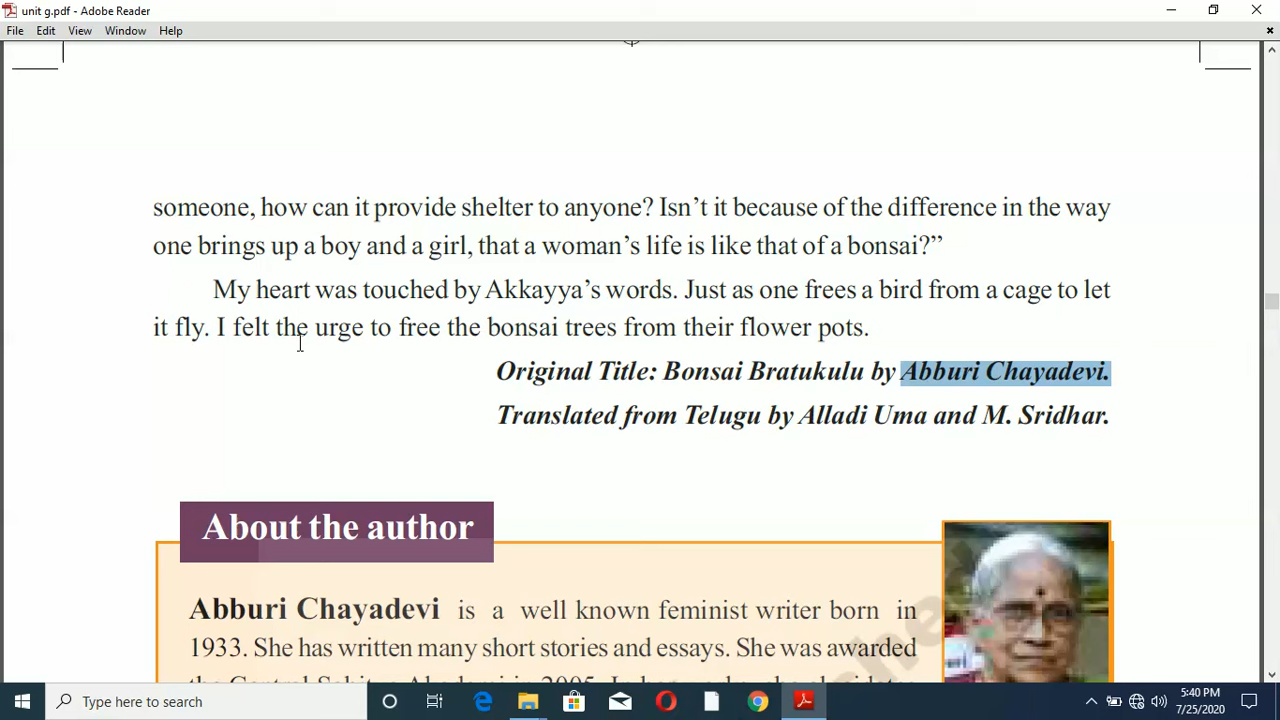 unit g.pdf - Adobe Reader
File Edit View Window Help
someone, how can it provide shelter to anyone? Isn’t it because of the difference in the way
one brings up a boy and a girl, that a woman’s life is like that of a bonsai?”
My heart was touched by Akkayya’s words. Just as one frees a bird from a cage to let
it fly. I felt the urge to free the bonsai trees from their flower pots.
Original Title: Bonsai Bratukulu by Abburi Chayadevi.
Translated from Telugu by Alladi Uma and M. Sridhar.
About the author
Abburi Chayadevi is a well known feminist writer born in
1933. She has written many short stories and essays. She was awarded
Type here to search
5:40 PM
7/25/2020